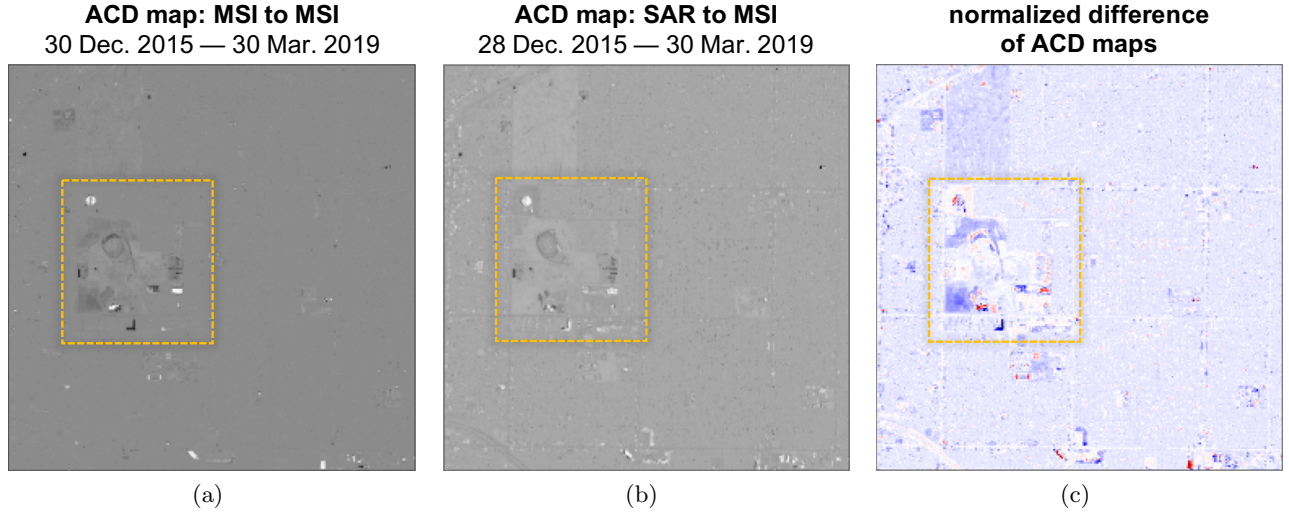 ACD map: MSI to MSI
30 Dec. 2015 — 30 Mar. 2019
ACD map: SAR to MSI
28 Dec. 2015 — 30 Mar. 2019
normalized difference
of ACD maps
(a)
(b)
(c)